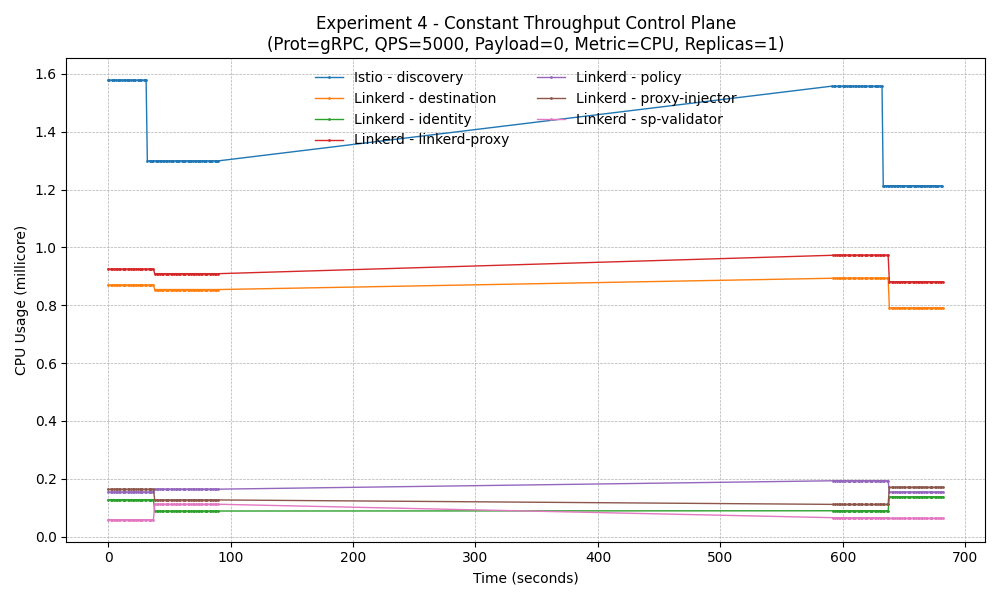 Experiment 4 - Constant Throughput Control Plane
(Prot=gRPC, QPS=5000, Payload=0, Metric=CPU, Replicas=1)
Istio - discovery
Linkerd - destination
Linkerd - identity
Linkerd - linkerd-proxy
Linkerd - policy
Linkerd - proxy-injector
Linkerd - sp-validator
CPU Usage (millicore)
1.6
1.4
1.2
1.0
0.8
0.6
0.4
0.2
0.0
0 100 200 300 400 500 600 700
Time (seconds)